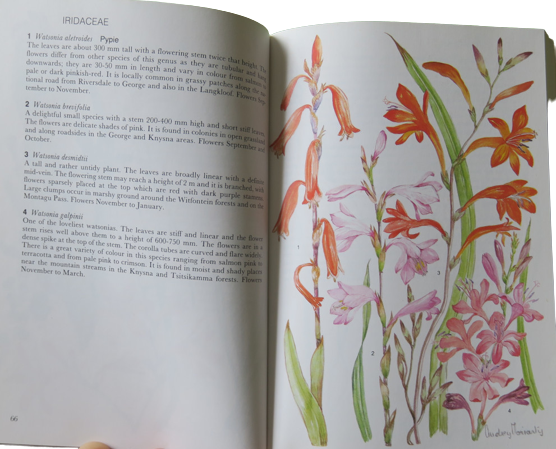 IRIDACEAE
1 Watsonia aletroides Pypie
The leaves are about 300 mm tall with a flowering stem twice that height. The
flowers differ from other species of this genus as they are tubular and hang
downwards; they are 30-50 mm in length and vary in colour from salmon to
pale or dark pinkish-red. It is locally common in grassy patches along the
tional road from Riversdale to George and also in the Langkloof. Flowers Sep-
tember to November.
2 Watsonia brevifolia
A delightful small species with a stem 200-400 mm high and short stiff leaves.
The flowers are delicate shades of pink. It is found in colonies in open grassland
and along roadsides in the George and Knysna areas. Flowers September and
October.
3 Watsonia desmidtii
A tall and rather untidy plant. The leaves are broadly linear with a definite
mid-vein. The flowering stem may reach a height of 2 m and it is branched, with
flowers sparsely placed at the top which are red with dark purple stamens.
Large clumps occur in marshy ground around the Witfontein forests and on the
Montagu Pass. Flowers November to January.
4 Watsonia galpinii
One of the loveliest watsonias. The leaves are stiff and linear and the flower
stem rises well above them to a height of 600-750 mm. The flowers are in a
dense spike at the top of the stem. The corolla tubes are curved and flare widely.
There is a great variety of colour in this species ranging from salmon pink to
terracotta and from pale pink to crimson. It is found in moist and shady places
near the mountain streams in the Knysna and Tsitsikamma forests. Flowers
November to March.
66
1
2
3
4